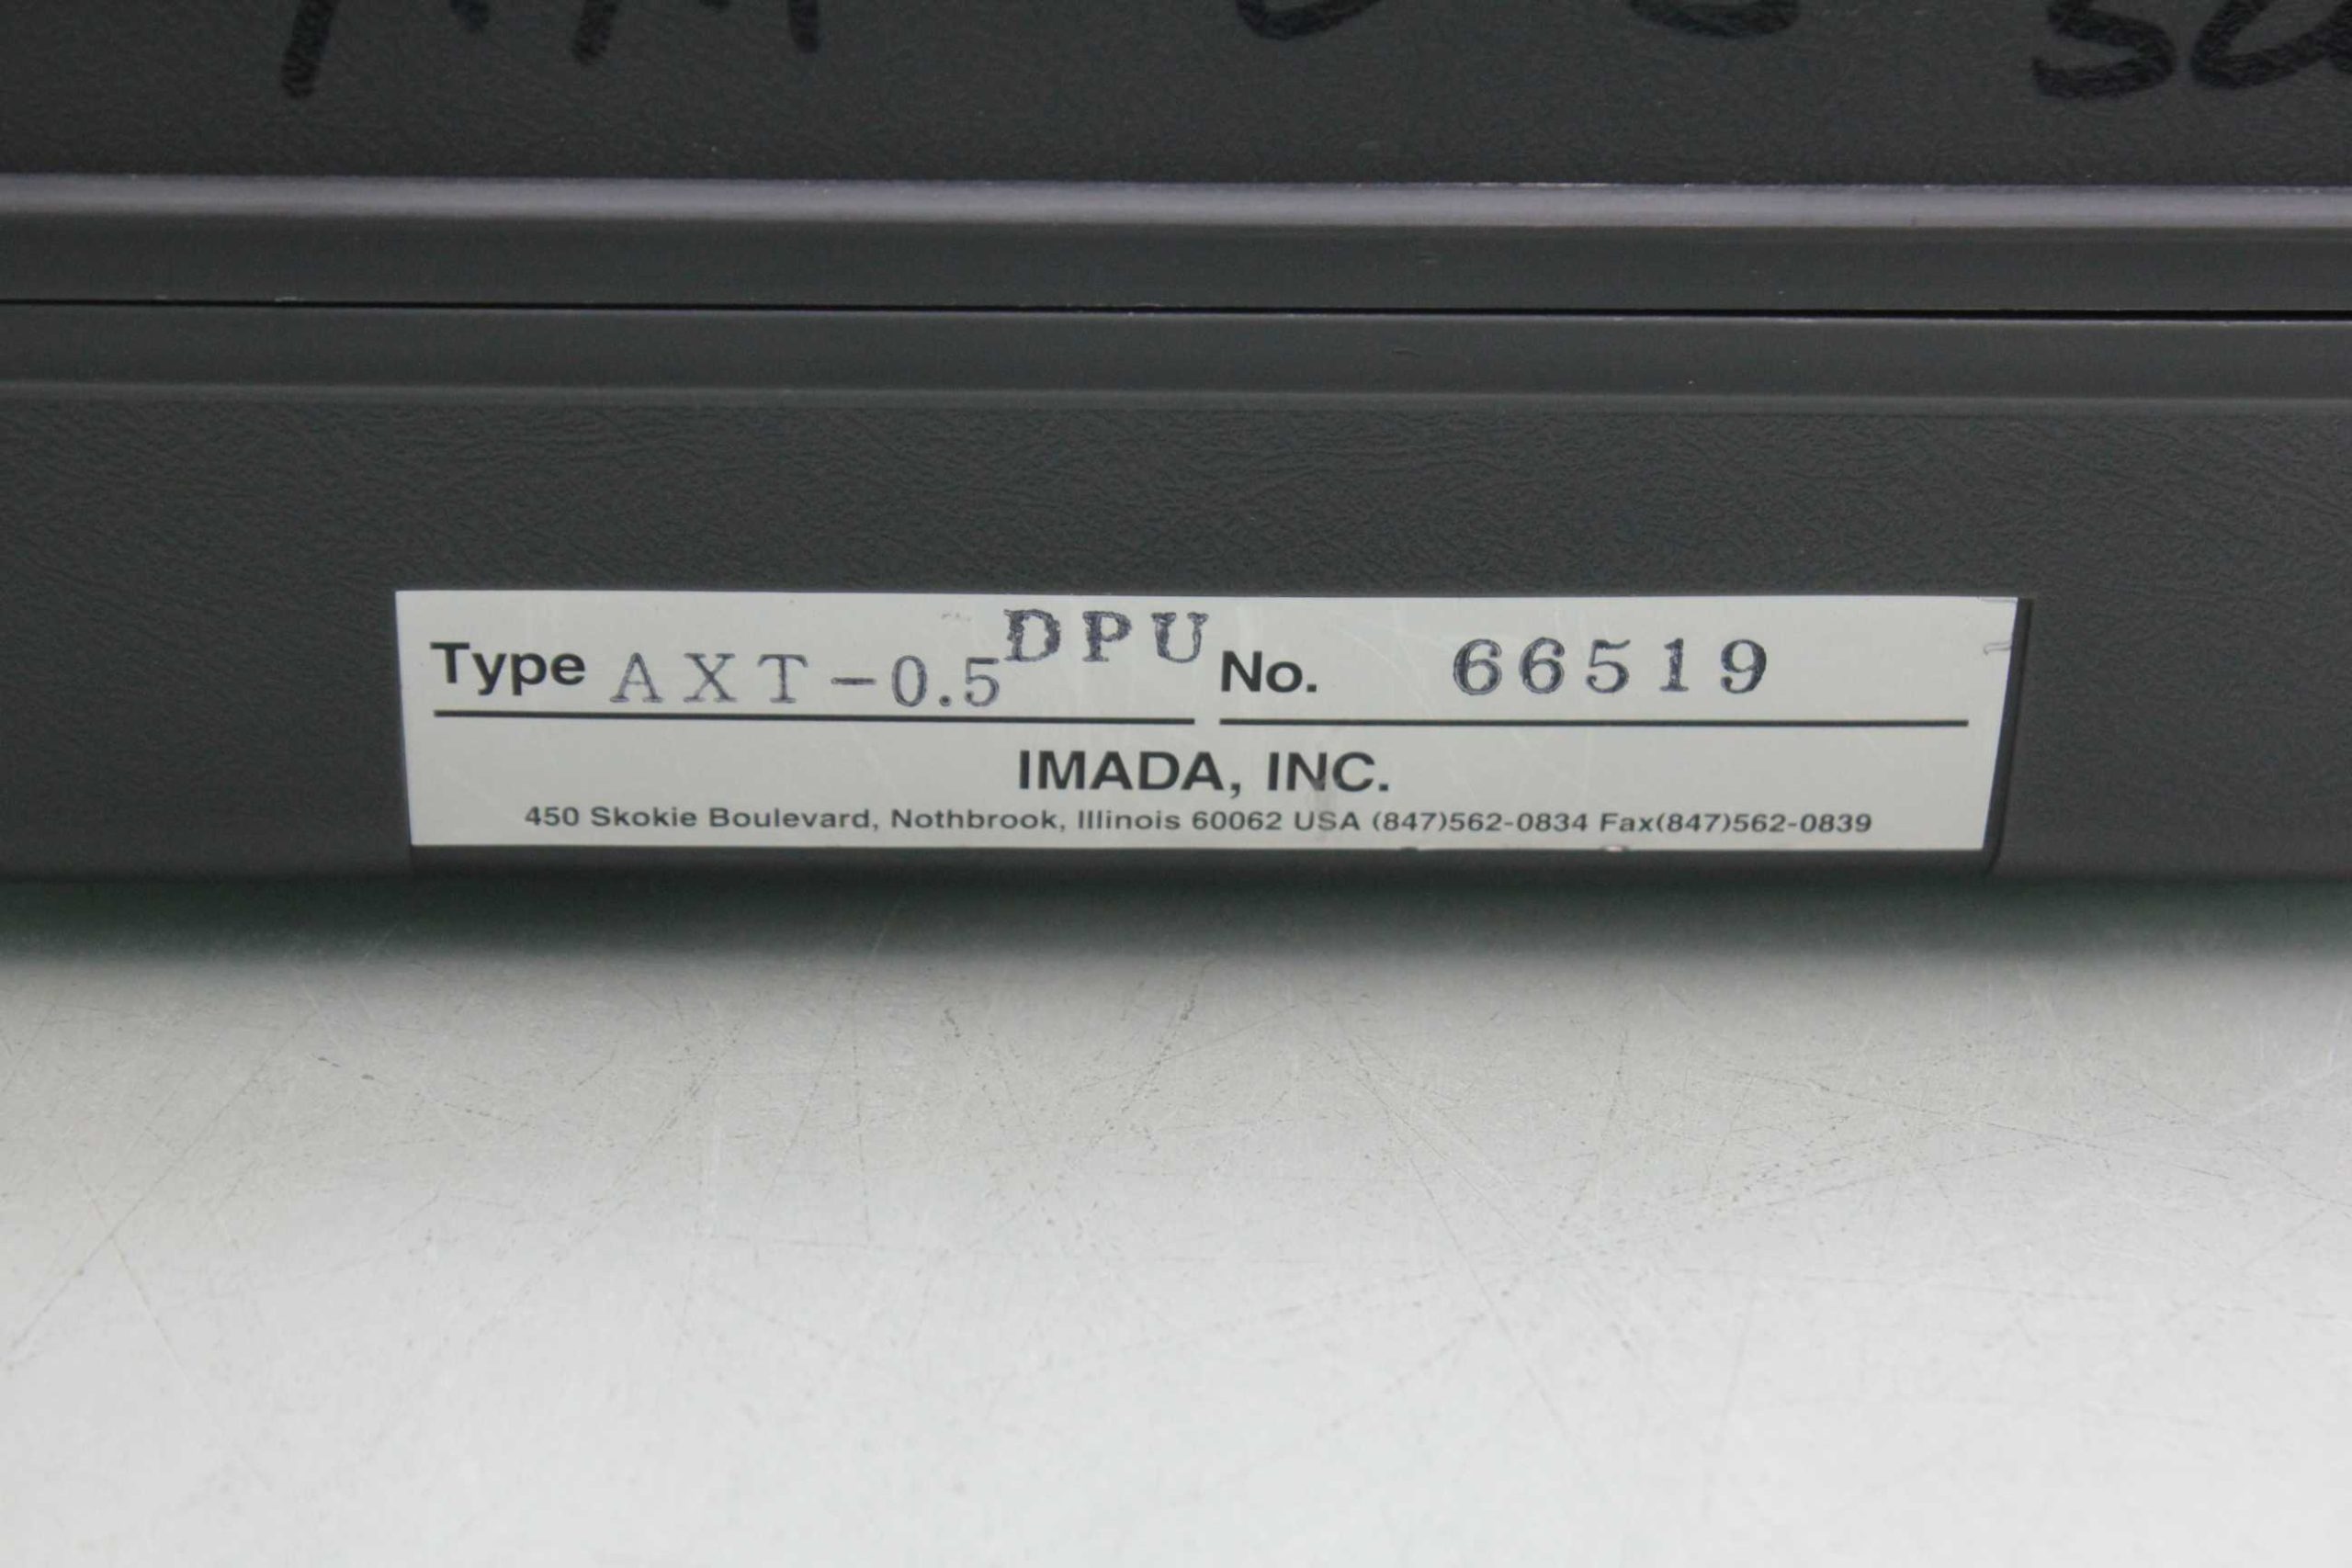 Type AXT-0.5 DPU No. 66519
IMADA, INC.
450 Skokie Boulevard, Nothbrook, Illinois 60062 USA (847)562-0834 Fax(847)562-0839